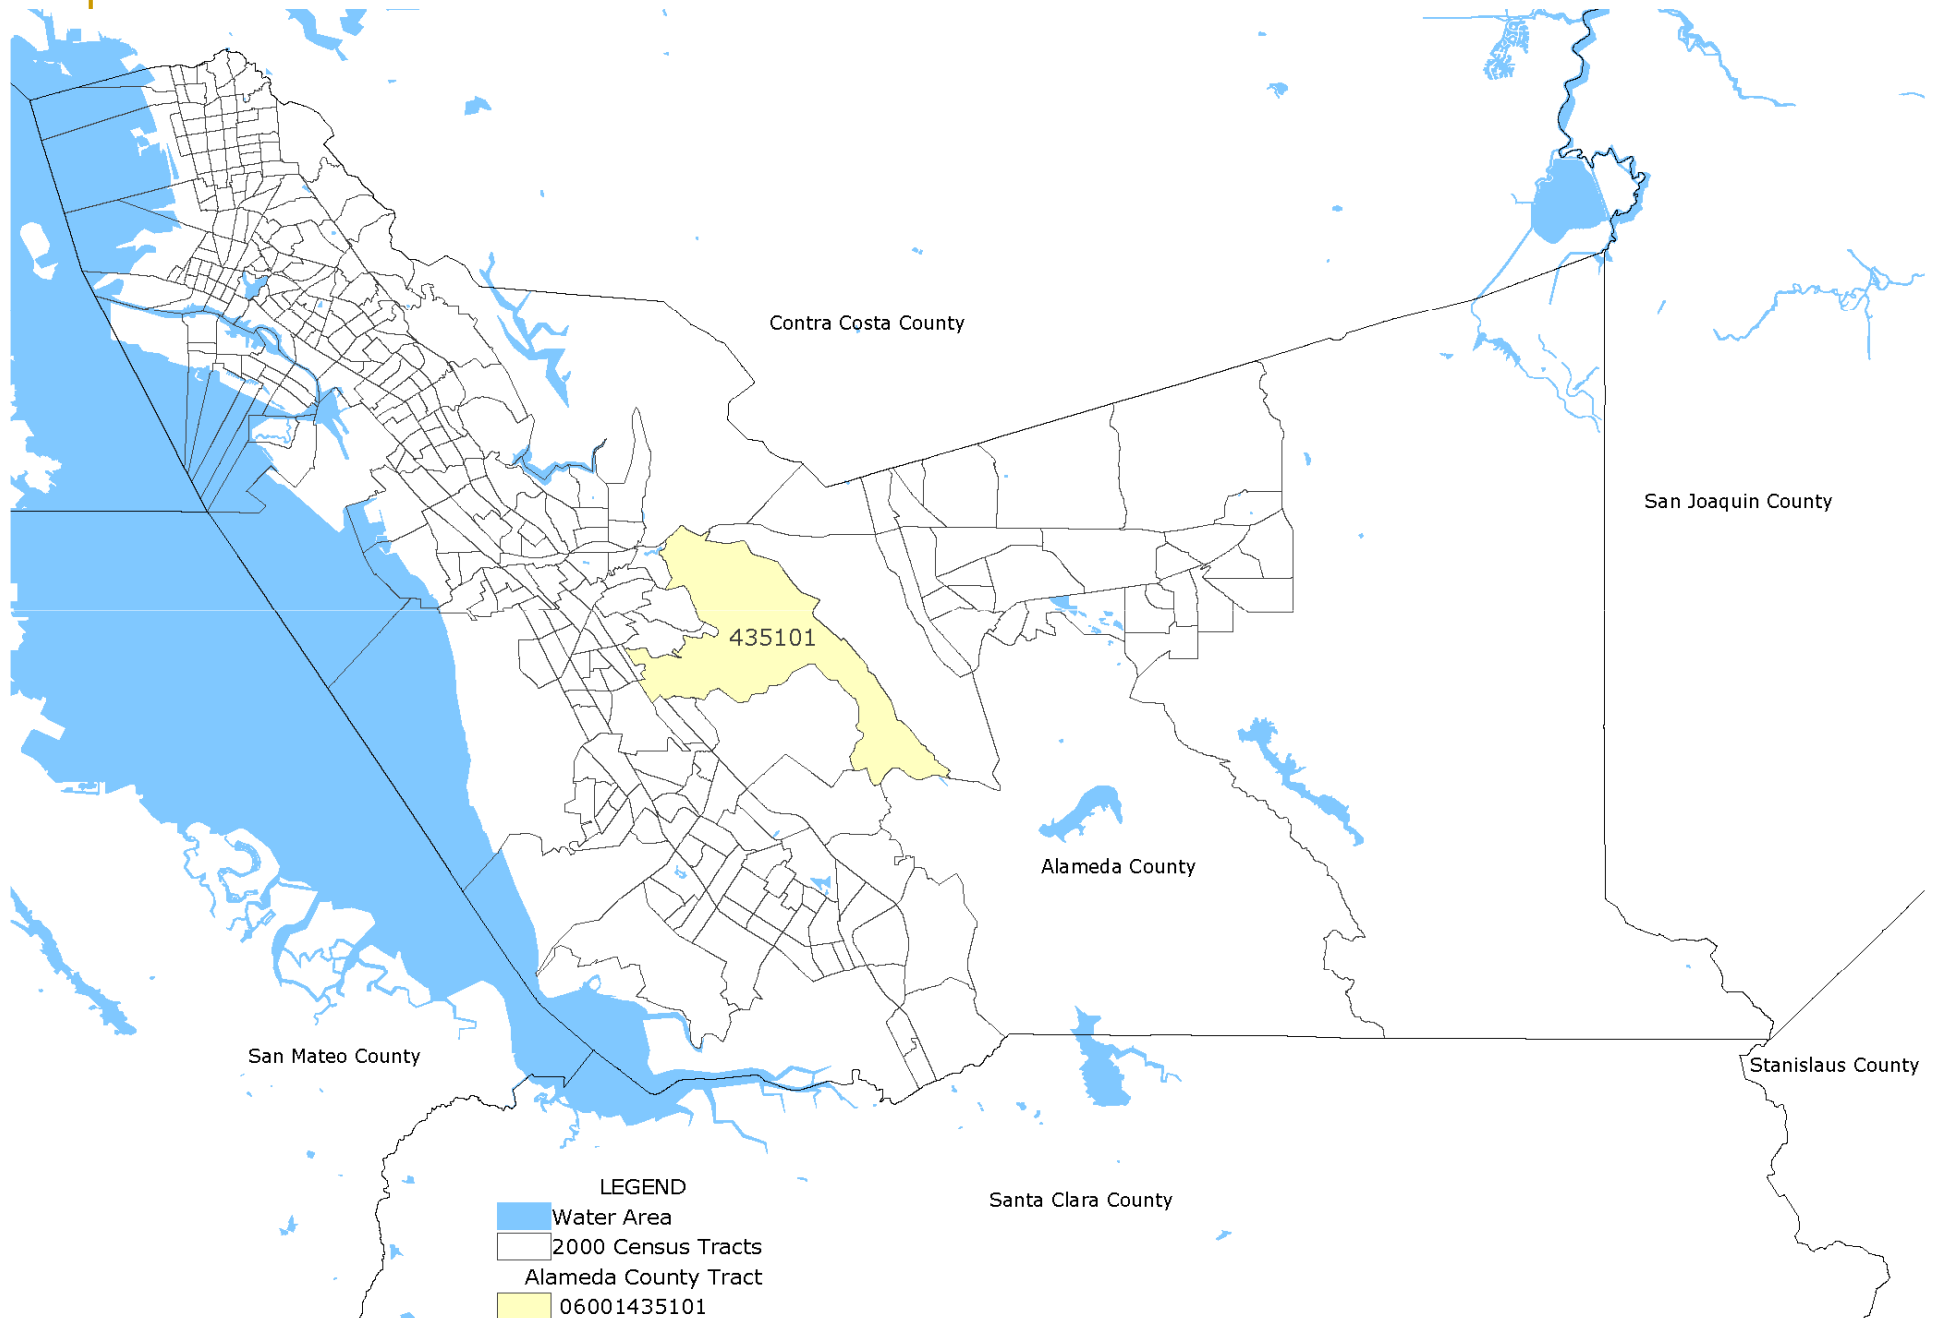 Contra Costa County
San Joaquin County
435101
Alameda County
San Mateo County
Stanislaus County
Santa Clara County
LEGEND
Water Area
2000 Census Tracts
Alameda County Tract
06001435101